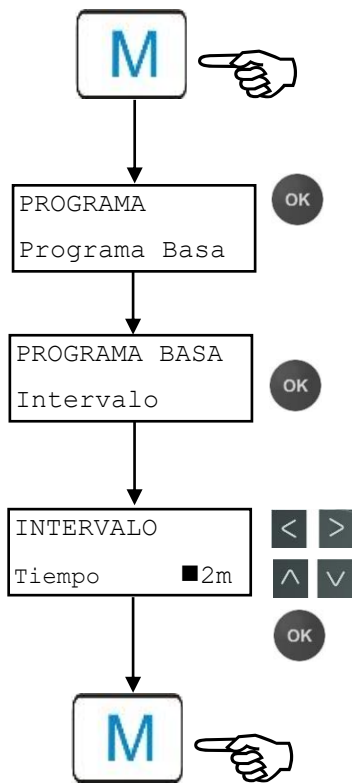 M
PROGRAMA
OK
Programa Basa
PROGRAMA BASA
Intervalo
OK
INTERVALO
< >
Tiempo ■2m
∧ ∨
OK
M